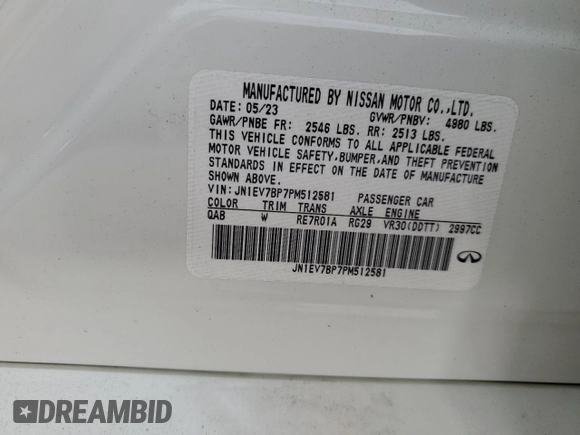 MANUFACTURED BY NISSAN MOTOR CO.,LTD.
DATE: 05/23 GVWR/PNBV: 4980 LBS.
GAWR/PNBE FR: 2546 LBS. RR: 2513 LBS.
THIS VEHICLE CONFORMS TO ALL APPLICABLE FEDERAL
MOTOR VEHICLE SAFETY,BUMPER,AND THEFT PREVENTION
STANDARDS IN EFFECT ON THE DATE OF MANUFACTURE
SHOWN ABOVE.
VIN:JN1EV7BP7PM512581 PASSENGER CAR
COLOR TRIM TRANS AXLE ENGINE
QAB W RE7R01A RG29 VR30(DDTT) 2997CC
JN1EV7BP7PM512581
DREAMBID